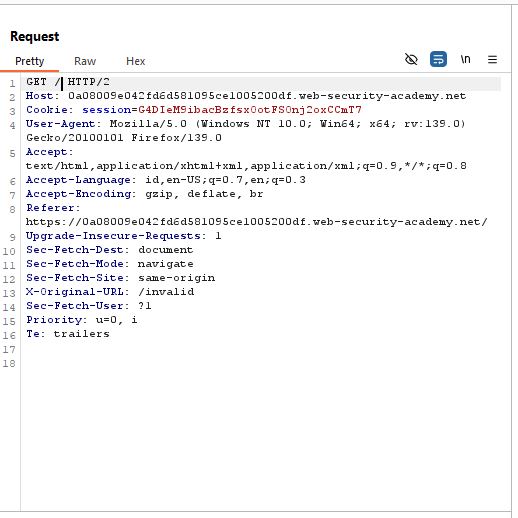 Request
Pretty Raw Hex
\n
1 GET / HTTP/2
2 Host: 0a08009e042fd6d581095ce1005200df.web-security-academy.net
3 Cookie: session=G4DIeM9ibacBzfsxOotFS0nj2oxCCmT7
4 User-Agent: Mozilla/5.0 (Windows NT 10.0; Win64; x64; rv:139.0)
Gecko/20100101 Firefox/139.0
5 Accept:
text/html,application/xhtml+xml,application/xml;q=0.9,*/*;q=0.8
6 Accept-Language: id,en-US;q=0.7,en;q=0.3
7 Accept-Encoding: gzip, deflate, br
8 Referer:
https://0a08009e042fd6d581095ce1005200df.web-security-academy.net/
9 Upgrade-Insecure-Requests: 1
10 Sec-Fetch-Dest: document
11 Sec-Fetch-Mode: navigate
12 Sec-Fetch-Site: same-origin
13 X-Original-URL: /invalid
14 Sec-Fetch-User: ?1
15 Priority: u=0, i
16 Te: trailers
17
18